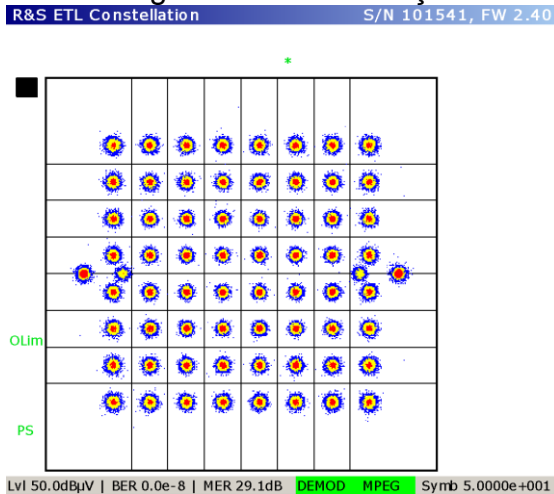 R&S ETL Constellation S/N 101541, FW 2.40
*
OLim
PS
Lvl 50.0dBµV | BER 0.0e-8 | MER 29.1dB DEMOD MPEG Symb 5.0000e+001